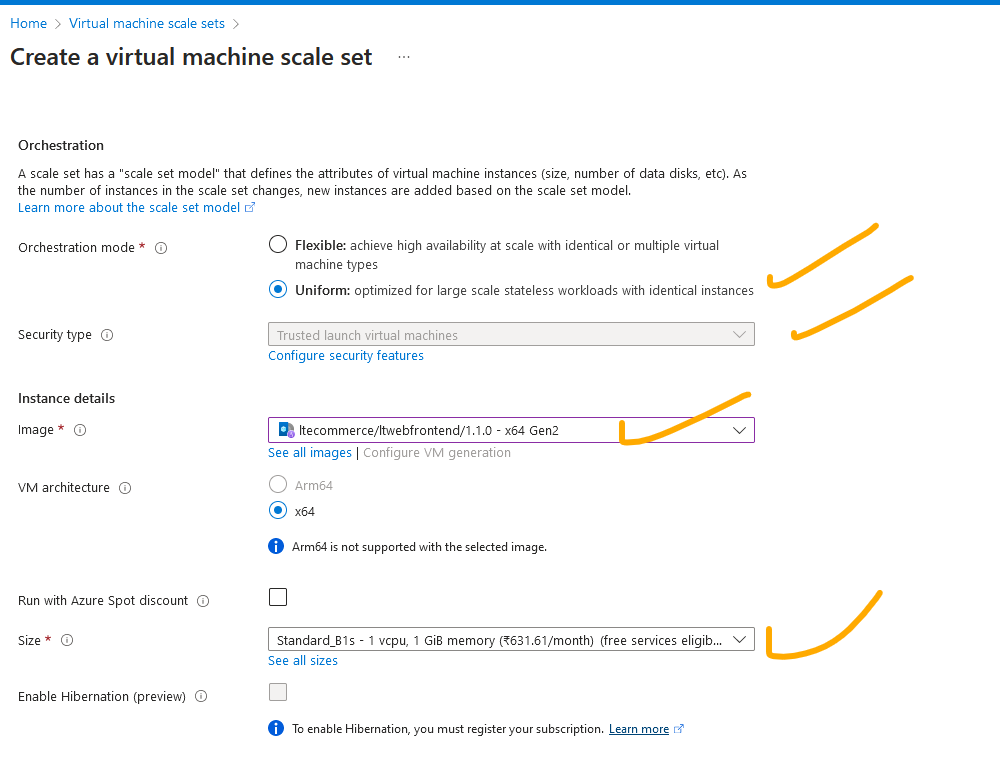 Home > Virtual machine scale sets >
Create a virtual machine scale set ...
Orchestration
A scale set has a "scale set model" that defines the attributes of virtual machine instances (size, number of data disks, etc). As
the number of instances in the scale set changes, new instances are added based on the scale set model.
Learn more about the scale set model
Orchestration mode *
Flexible: achieve high availability at scale with identical or multiple virtual
machine types
Uniform: optimized for large scale stateless workloads with identical instances
Security type
Trusted launch virtual machines
Configure security features
Instance details
Image *
ltecommerce/ltwebfrontend/1.1.0 - x64 Gen2
See all images | Configure VM generation
VM architecture
Arm64
x64
Arm64 is not supported with the selected image.
Run with Azure Spot discount
Size *
Standard_B1s - 1 vcpu, 1 GiB memory (₹631.61/month) (free services eligib...
See all sizes
Enable Hibernation (preview)
To enable Hibernation, you must register your subscription. Learn more